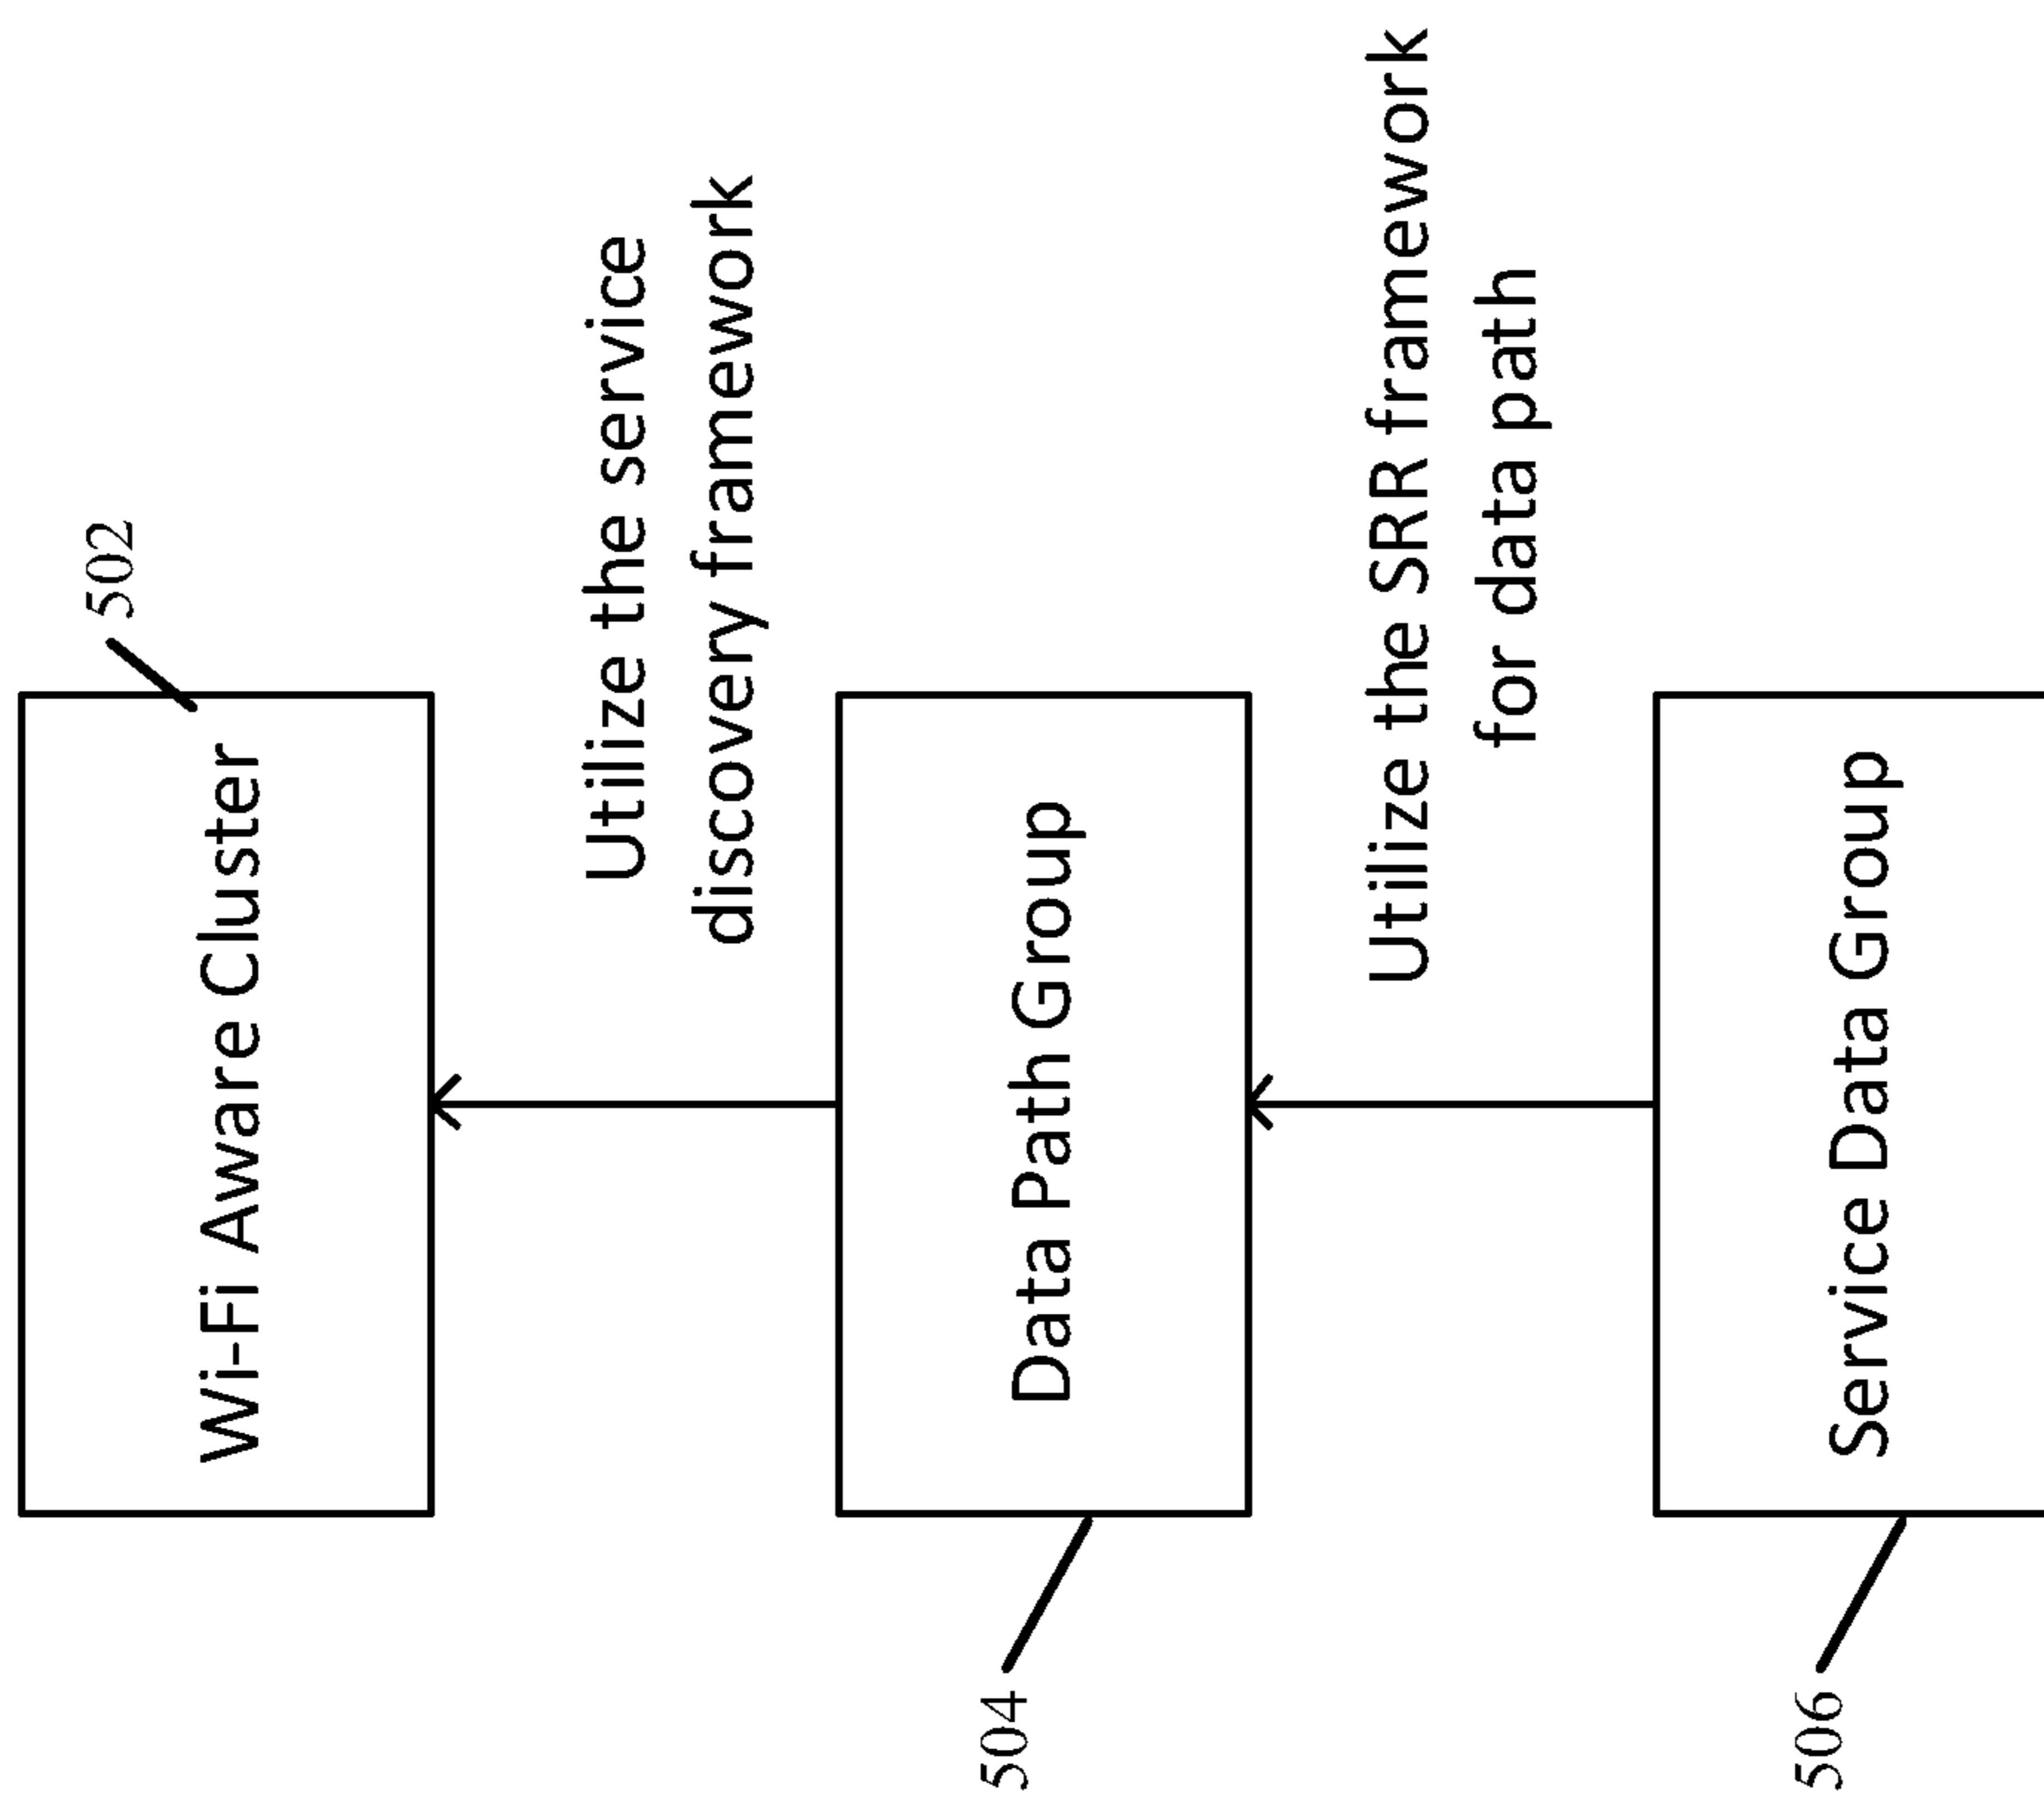 502
Wi-Fi Aware Cluster
Utilize the service
discovery framework
Data Path Group
504
Utilize the SRR framework
for data path
Service Data Group
506